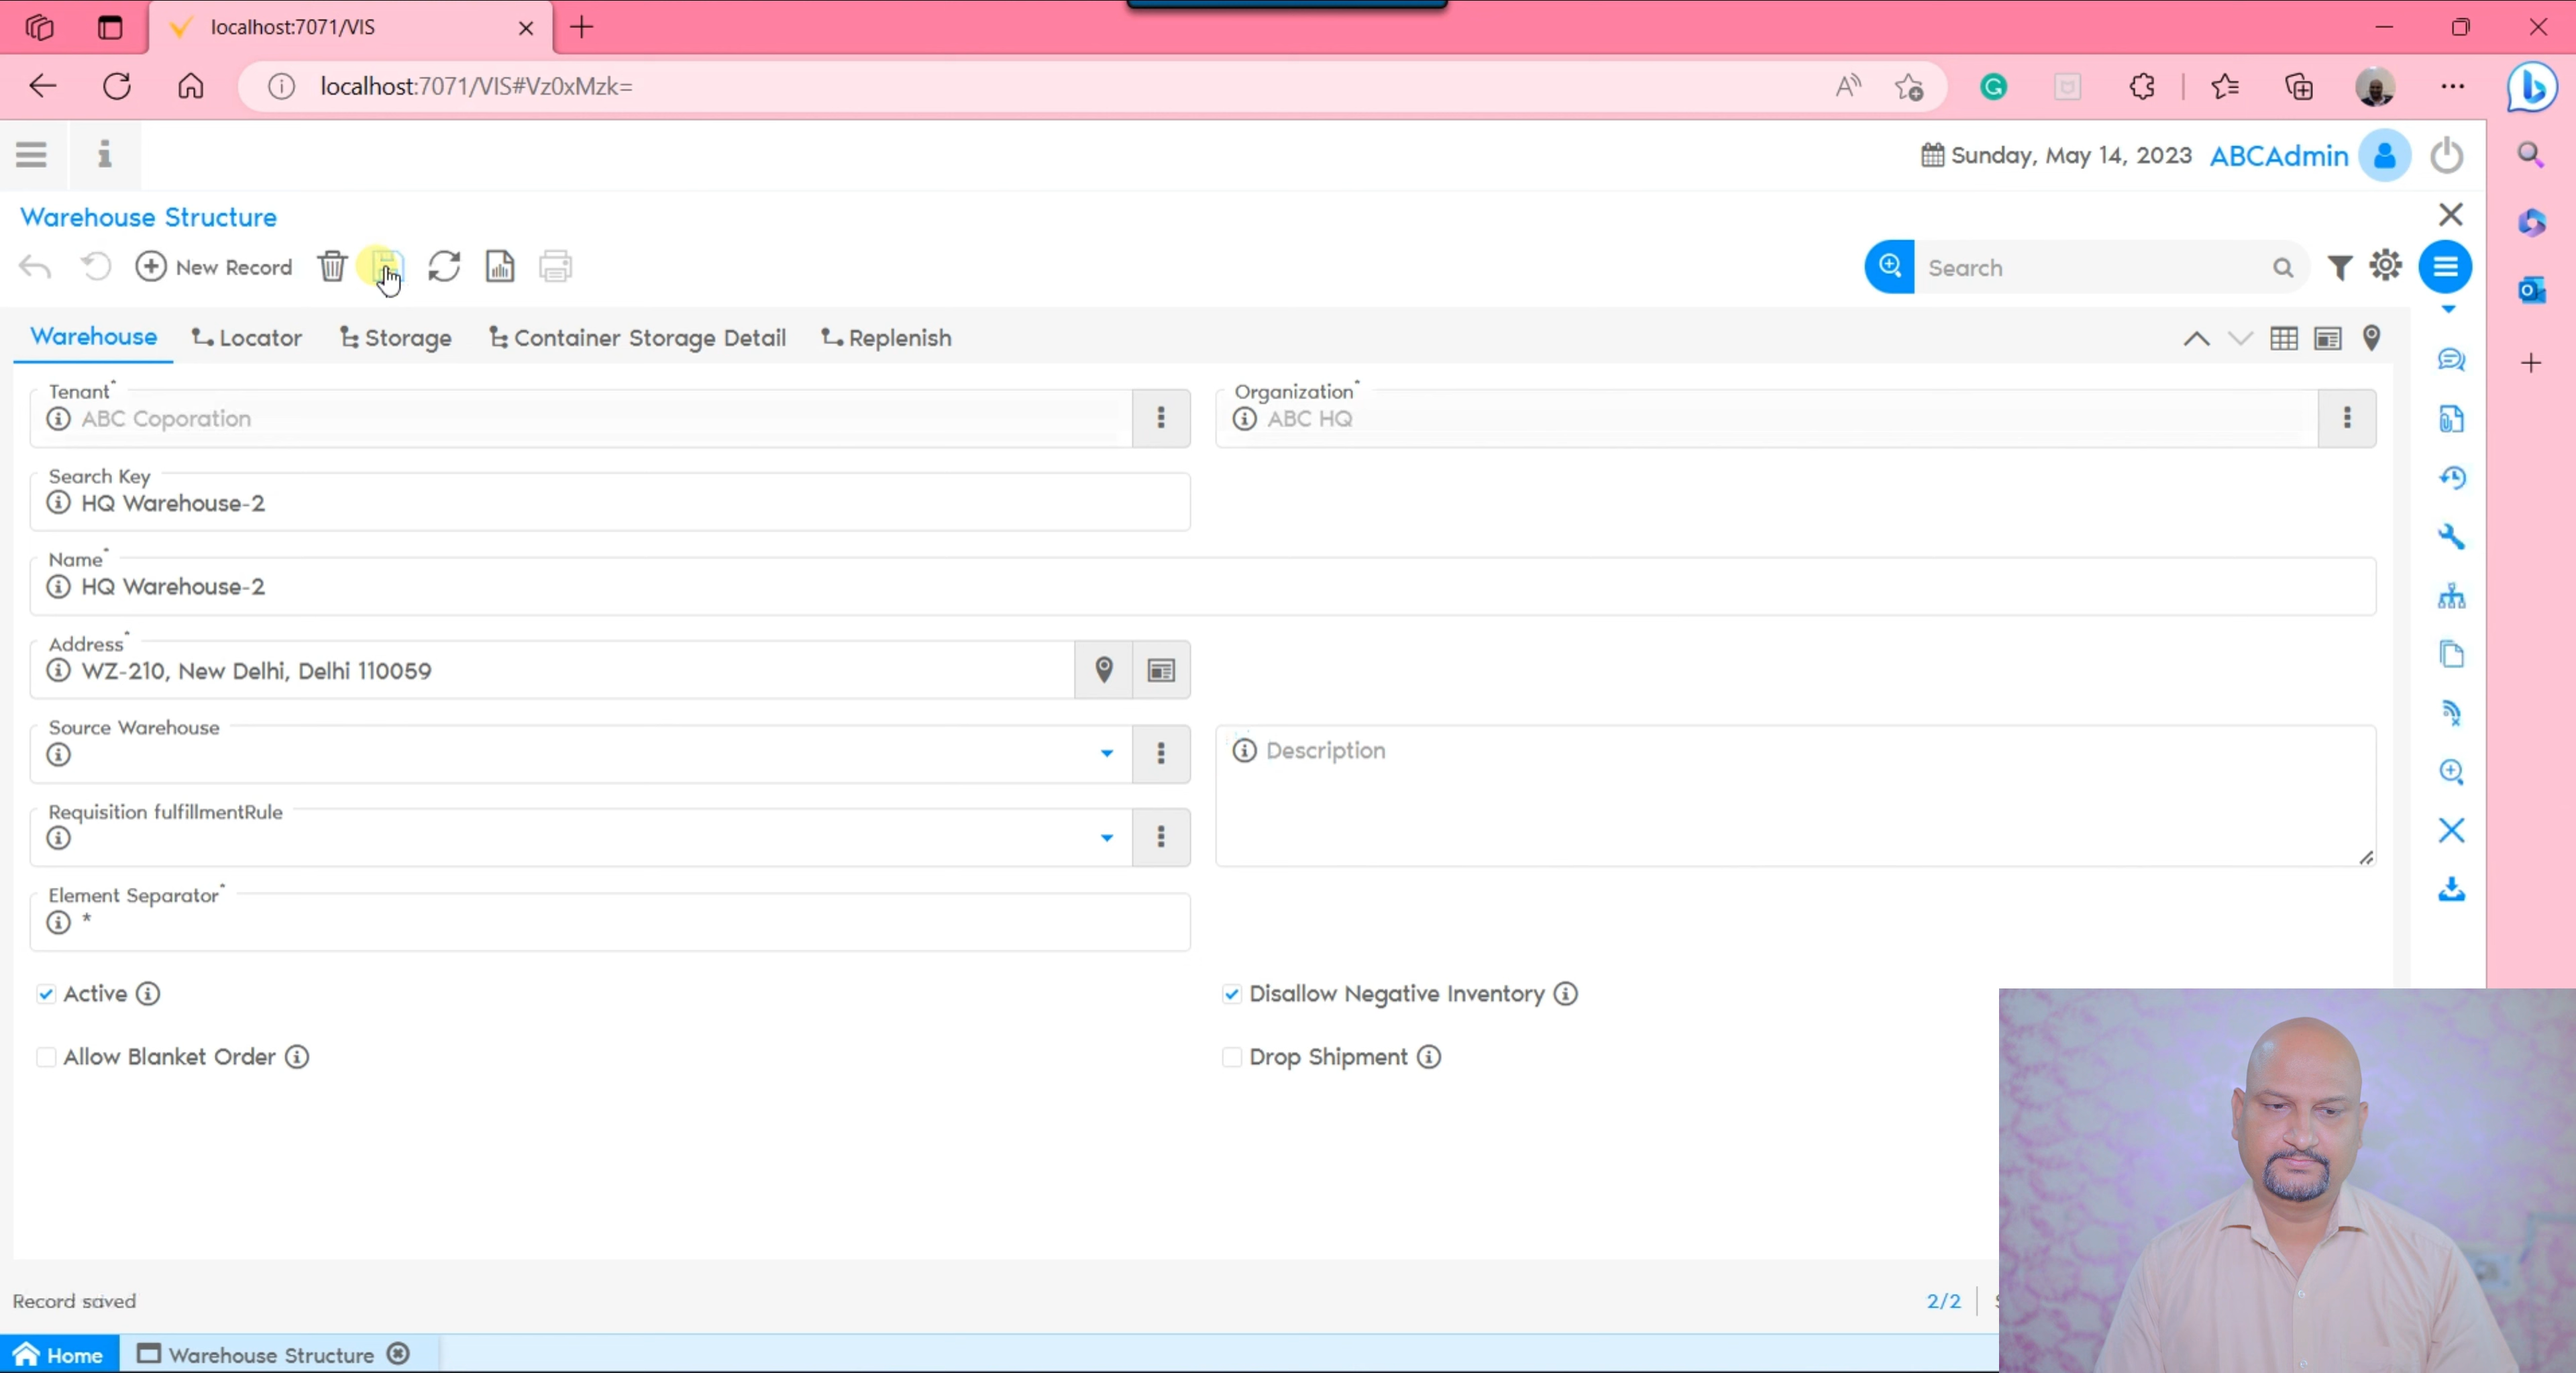 localhost:7071/VIS
localhost:7071/VIS#Vz0xMzk=
Sunday, May 14, 2023 ABCAdmin
Warehouse Structure
New Record
Search
Warehouse Locator Storage Container Storage Detail Replenish
Tenant* Organization*
ABC Coporation ABC HQ
Search Key
HQ Warehouse-2
Name*
HQ Warehouse-2
Address*
WZ-210, New Delhi, Delhi 110059
Source Warehouse
Description
Requisition fulfillmentRule
Element Separator*
*
Active Disallow Negative Inventory
Allow Blanket Order Drop Shipment
Record saved 2/2
Home Warehouse Structure